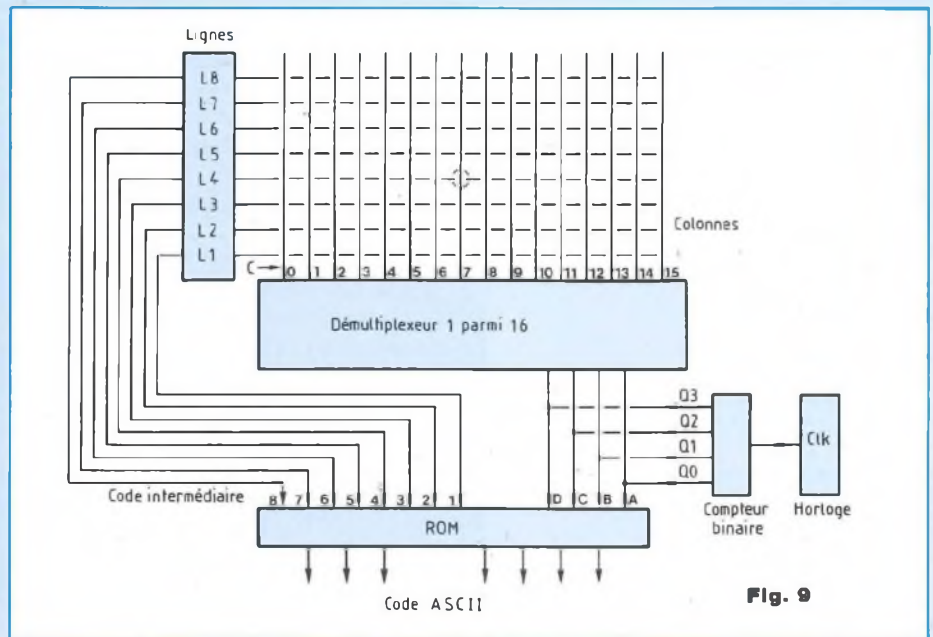 Lignes
L8
L7
L6
L5
L4
L3
L2
L1
Colonnes
C
0 1 2 3 4 5 6 7 8 9 10 11 12 13 14 15
Démultiplexeur 1 parmi 16
Q3
Q2
Q1
Q0
Clk
Code intermédiaire
8 7 6 5 4 3 2 1 D C B A
Compteur binaire
Horloge
ROM
Code ASCII
Fig. 9